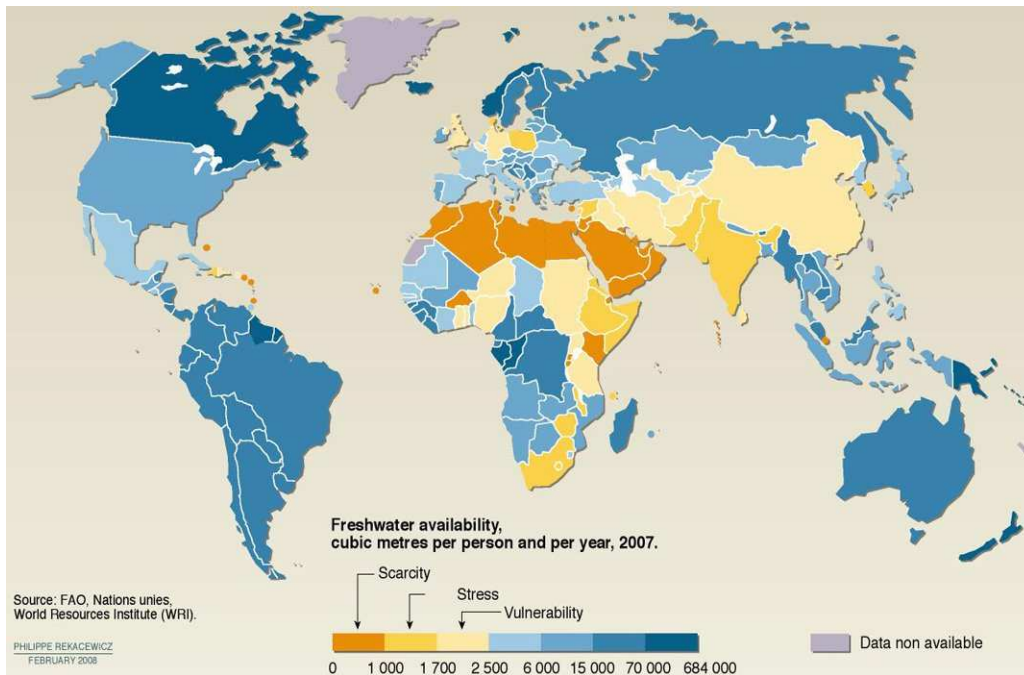 Freshwater availability,
cubic metres per person and per year, 2007.
Scarcity
Stress
Vulnerability
0 1 000 1 700 2 500 6 000 15 000 70 000 684 000
Data non available
Source: FAO, Nations unies,
World Resources Institute (WRI).
PHILIPPE REKACEWICZ
FEBRUARY 2008